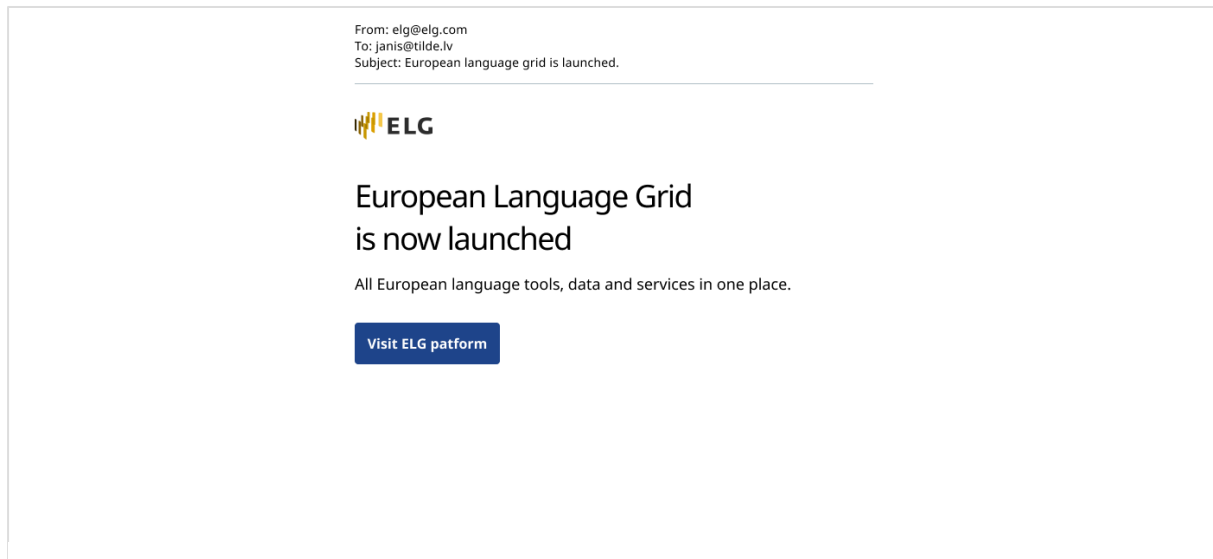 From: elg@elg.com
To: janis@tilde.lv
Subject: European language grid is launched.
ELG
European Language Grid
is now launched
All European language tools, data and services in one place.
Visit ELG patform